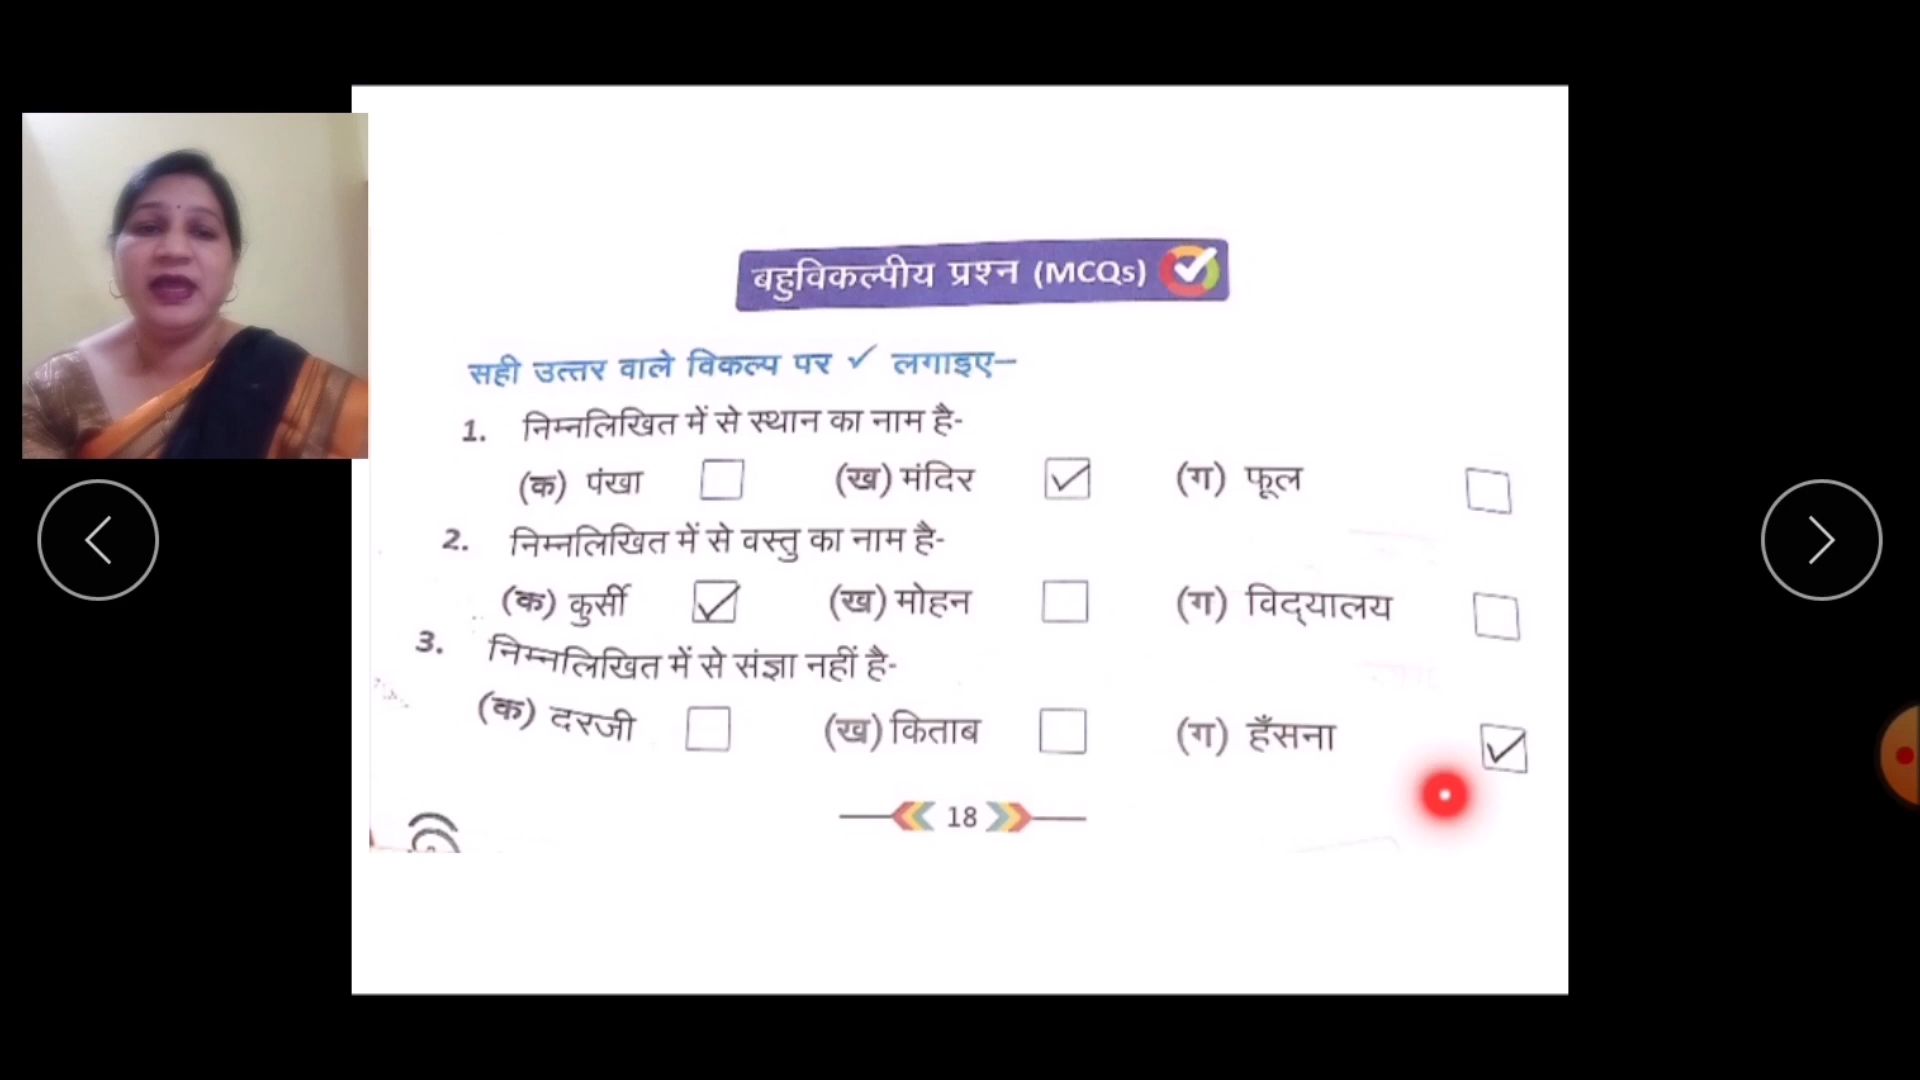 बहुविकल्पीय प्रश्न (MCQs)
सही उत्तर वाले विकल्प पर ✓ लगाइए–
1. निम्नलिखित में से स्थान का नाम है-
(क) पंखा (ख) मंदिर (ग) फूल
2. निम्नलिखित में से वस्तु का नाम है-
(क) कुर्सी (ख) मोहन (ग) विद्‌यालय
3. निम्नलिखित में से संज्ञा नहीं है-
(क) दरजी (ख) किताब (ग) हँसना
18